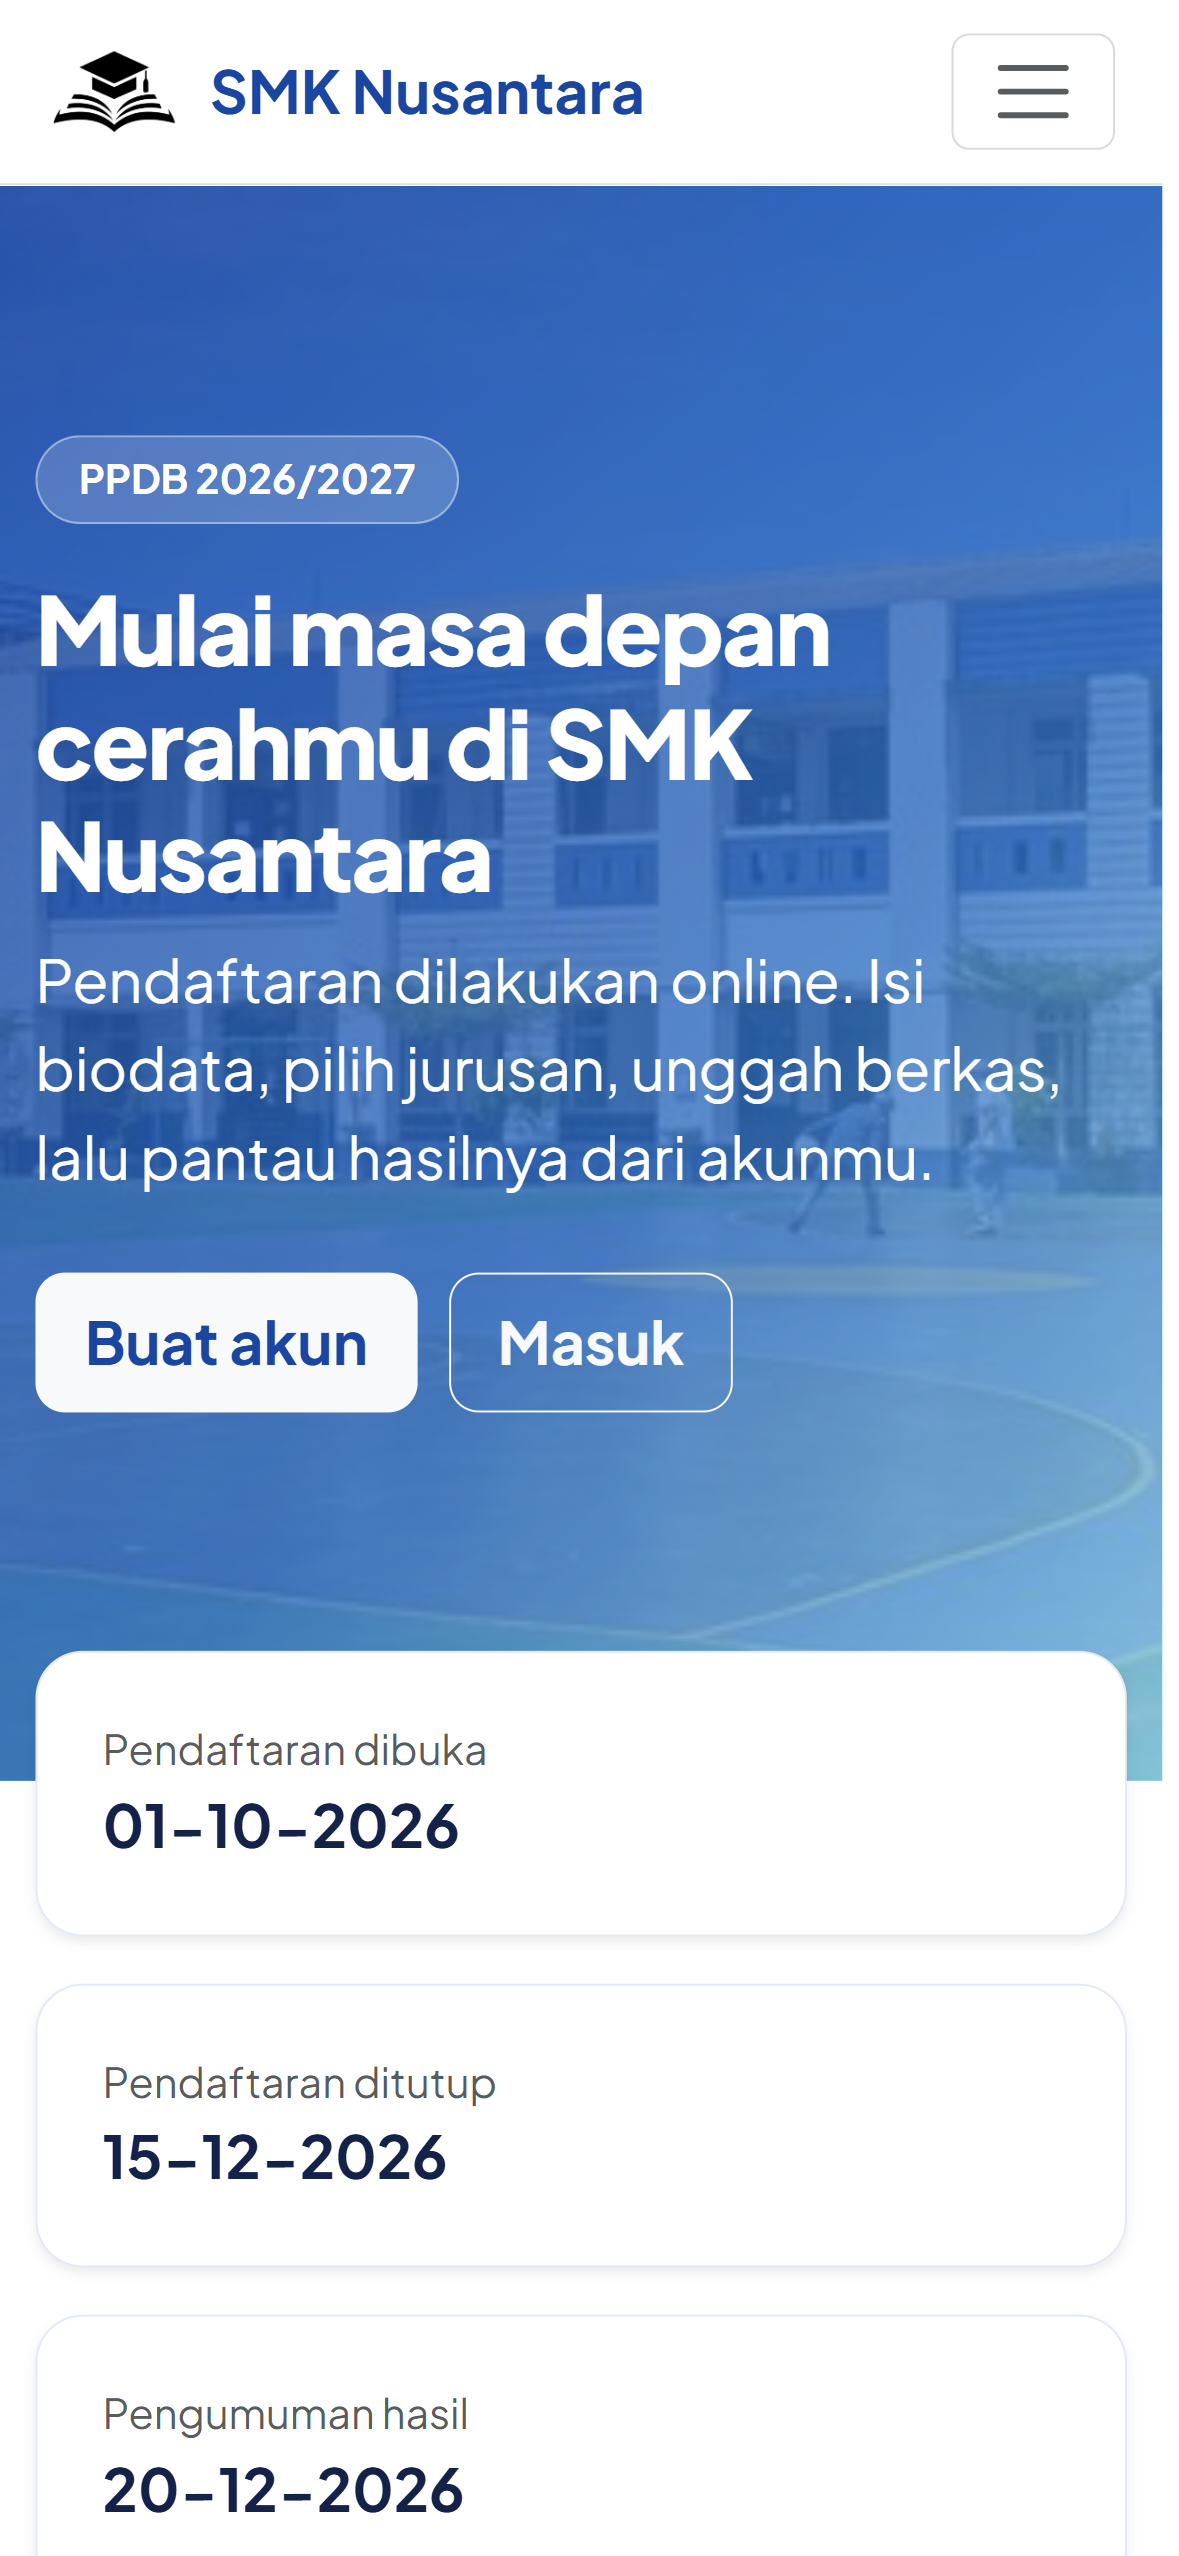 SMK Nusantara
PPDB 2026/2027
Mulai masa depan
cerahmu di SMK
Nusantara
Pendaftaran dilakukan online. Isi
biodata, pilih jurusan, unggah berkas,
lalu pantau hasilnya dari akunmu.
Buat akun
Masuk
Pendaftaran dibuka
01-10-2026
Pendaftaran ditutup
15-12-2026
Pengumuman hasil
20-12-2026